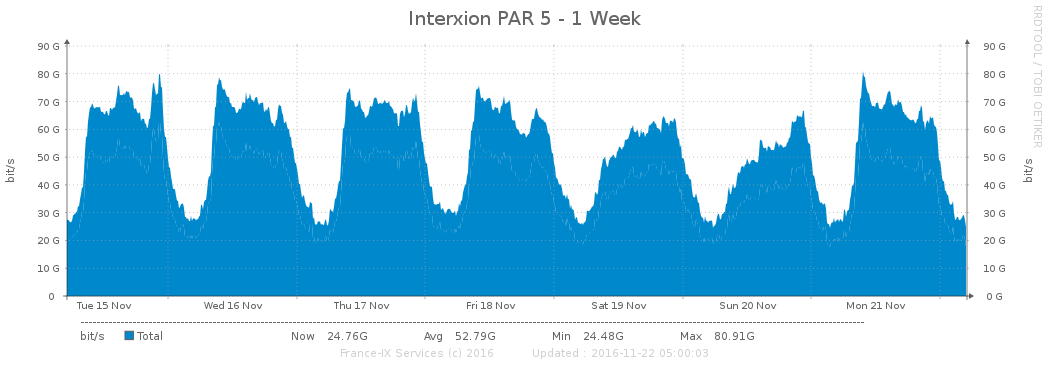 Interxion PAR 5 - 1 Week
RRDTOOL / TOBI OETIKER
bit/s
90 G 90 G
80 G 80 G
70 G 70 G
60 G 60 G
50 G 50 G
40 G 40 G
30 G 30 G
20 G 20 G
10 G 10 G
0 0 G
bit/s
Tue 15 Nov Wed 16 Nov Thu 17 Nov Fri 18 Nov Sat 19 Nov Sun 20 Nov Mon 21 Nov
bit/s Total Now 24.76G Avg 52.79G Min 24.48G Max 80.91G
France-IX Services (c) 2016 Updated : 2016-11-22 05:00:03